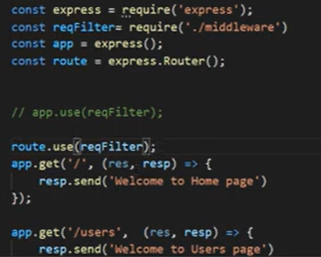 const express = require('express');
const reqFilter= require('./middleware')
const app = express();
const route = express.Router();
// app.use(reqFilter);
route.use(reqFilter);
app.get('/', (res, resp) => {
resp.send('Welcome to Home page')
});
app.get('/users',  (res, resp) => {
resp.send('Welcome to Users page')